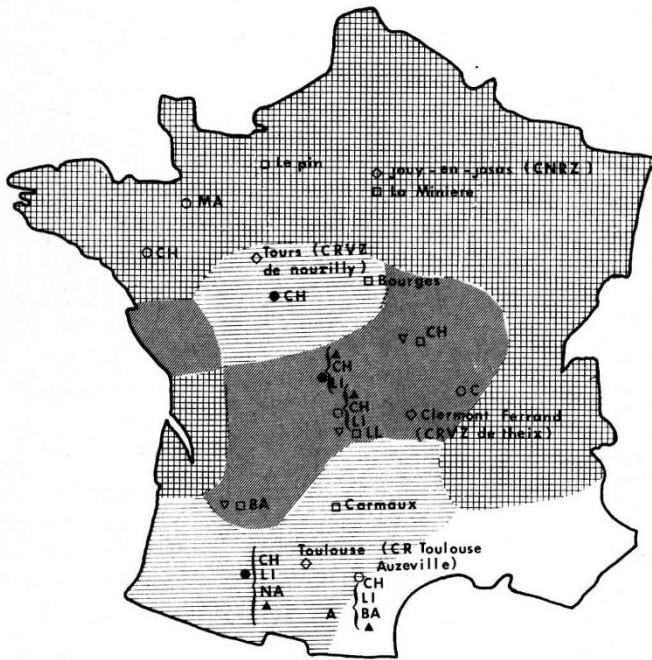 Le pin
jouy-en-josas (CNRZ)
La Miniere
MA
CH
Tours (CRVZ
de nouzilly)
Bourges
CH
CH
CH
LI
C
CH
LI
LL
Clermont Ferrand
(CRVZ de theix)
BA
Carmaux
Toulouse (CR Toulouse
Auzeville)
CH
LI
NA
CH
LI
BA
A